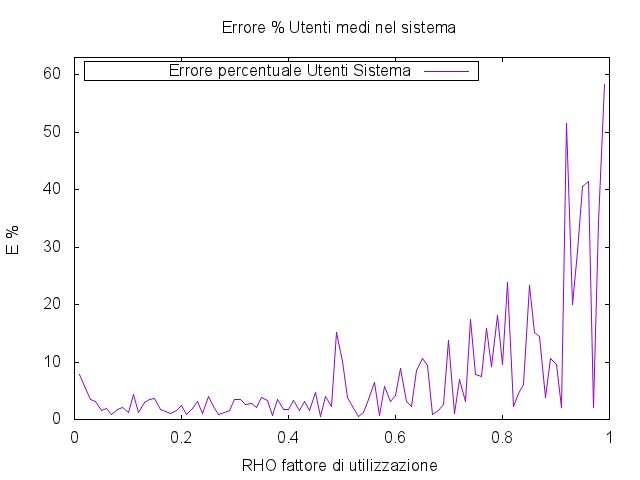 Errore % Utenti medi nel sistema
Errore percentuale Utenti Sistema
60
50
40
30
20
10
0
E %
0 0.2 0.4 0.6 0.8 1
RHO fattore di utilizzazione